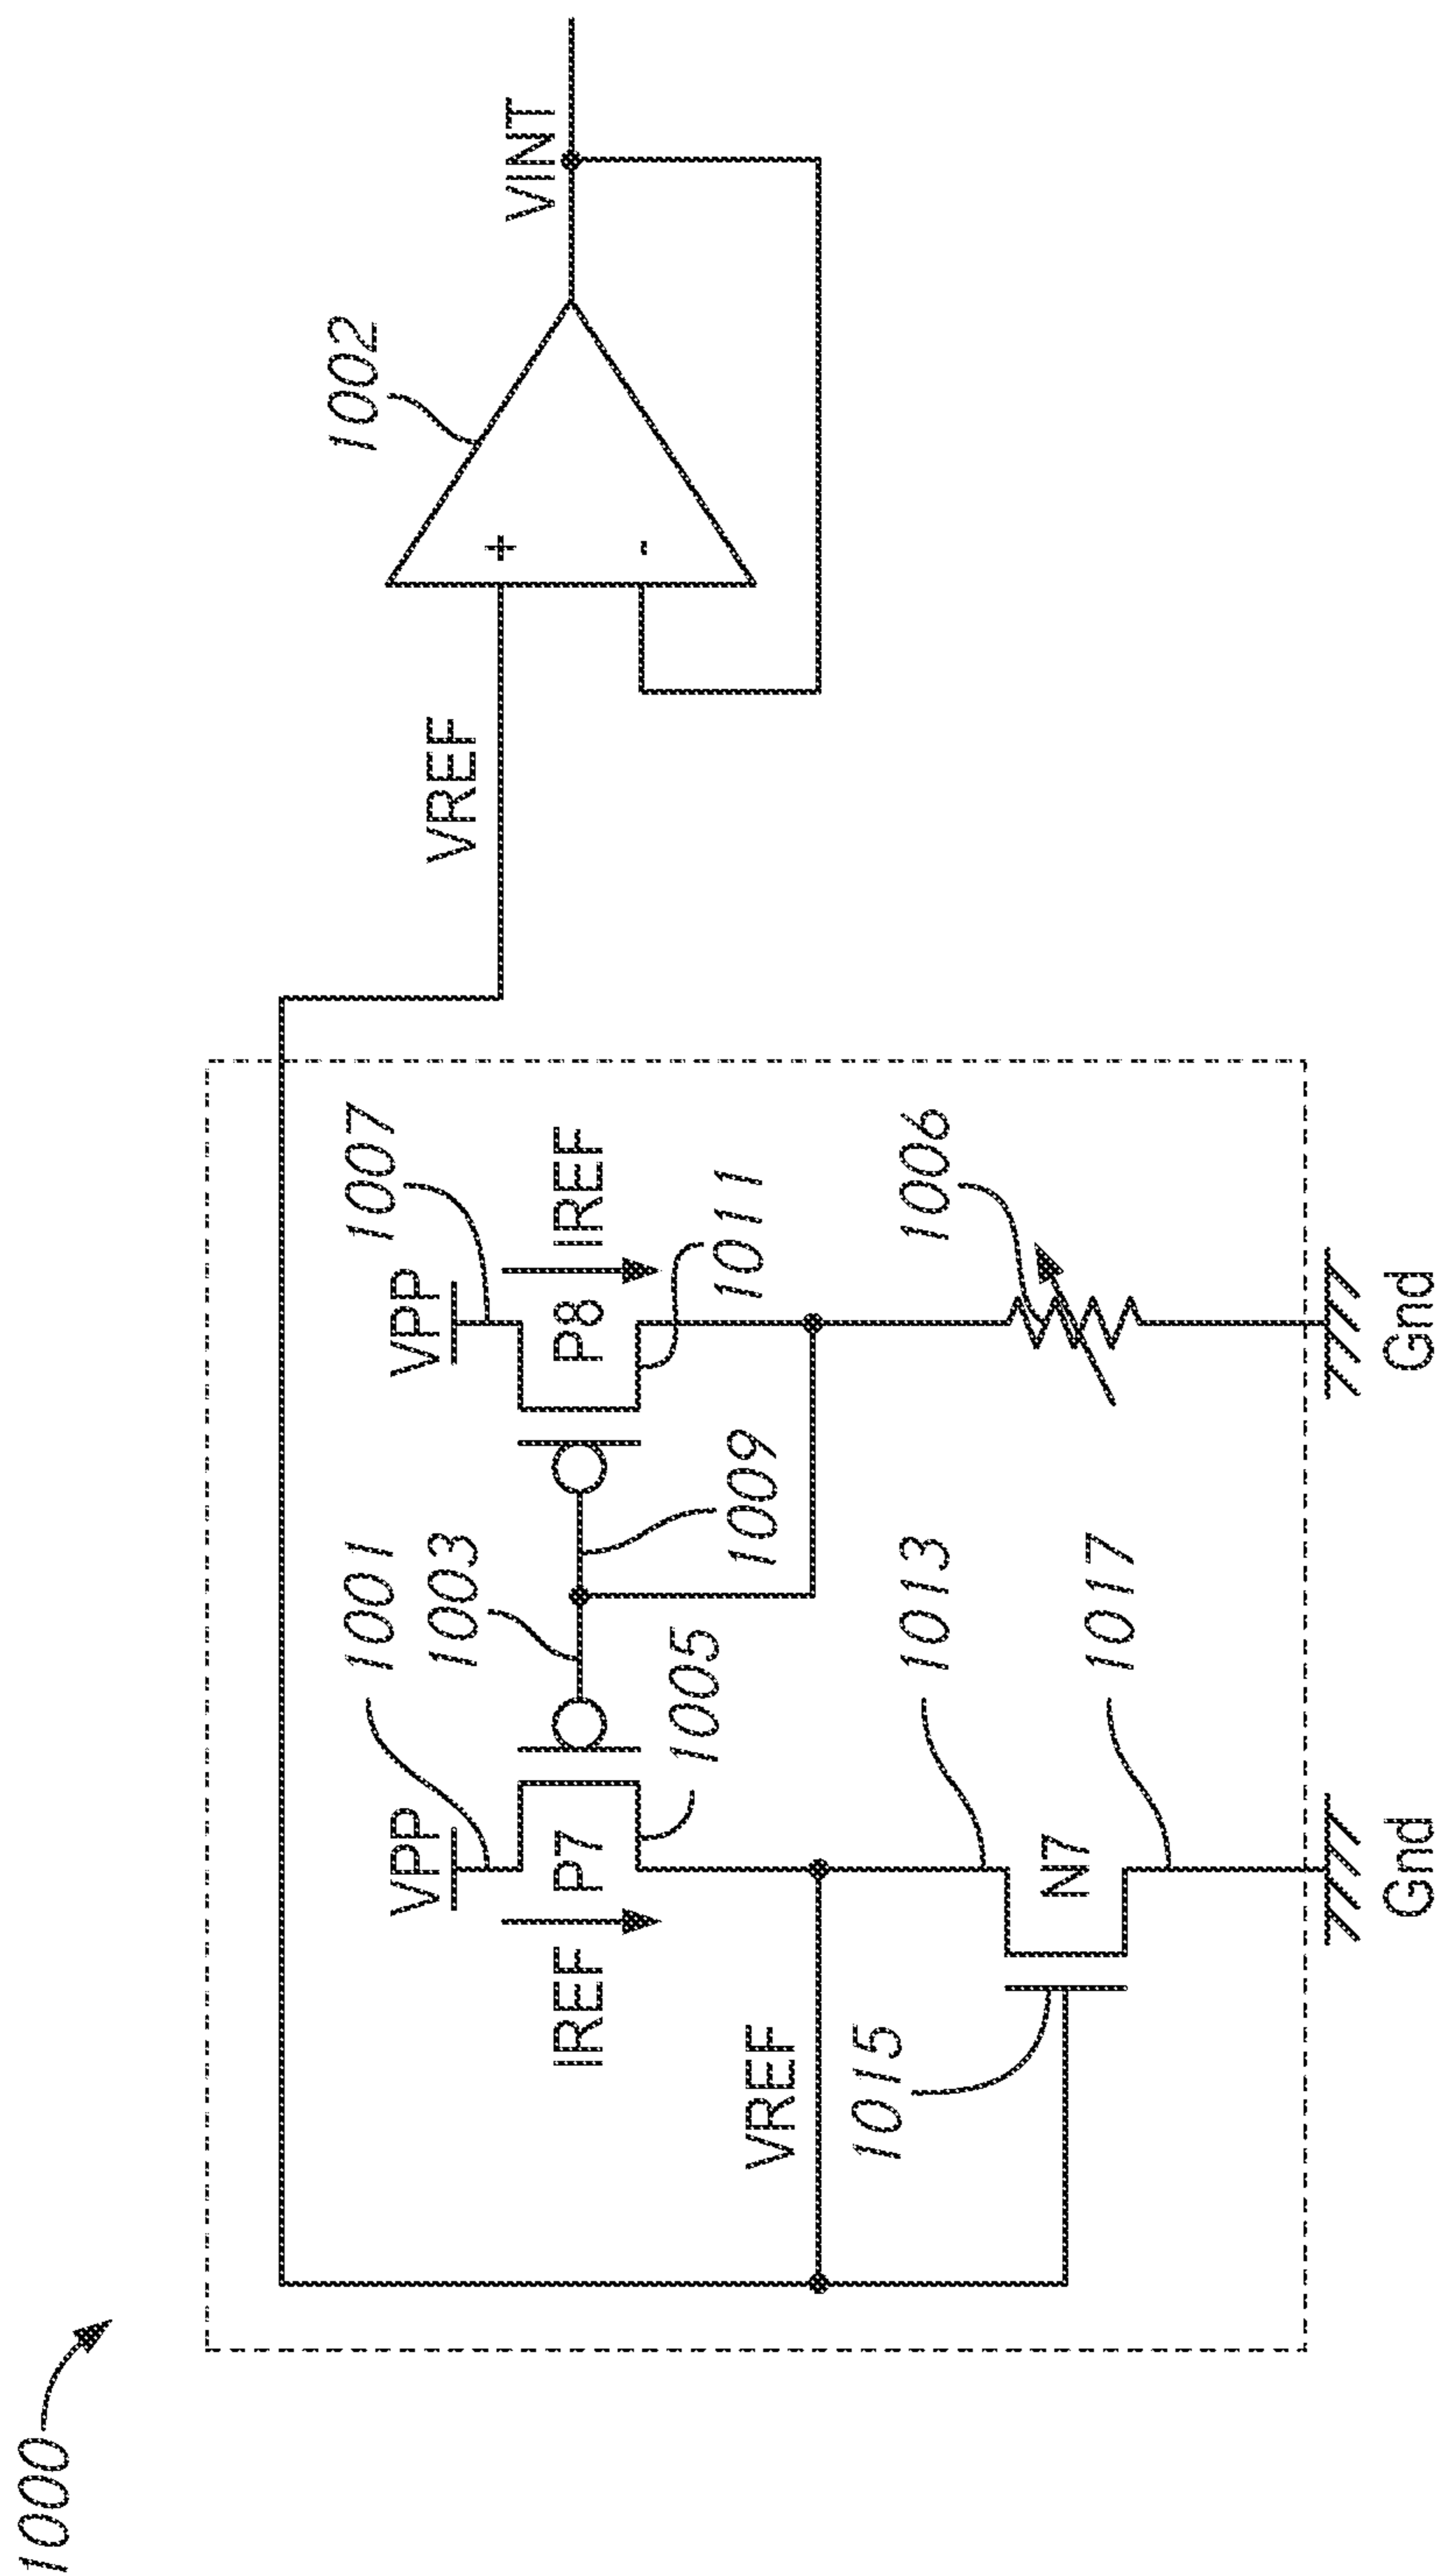 1000
1002
VINT
+
-
VREF
1001
1003
1007
VPP
VPP
IREF
P7
P8
IREF
1005
1009
1011
VREF
1015
1013
N7
1017
1006
Gnd
Gnd